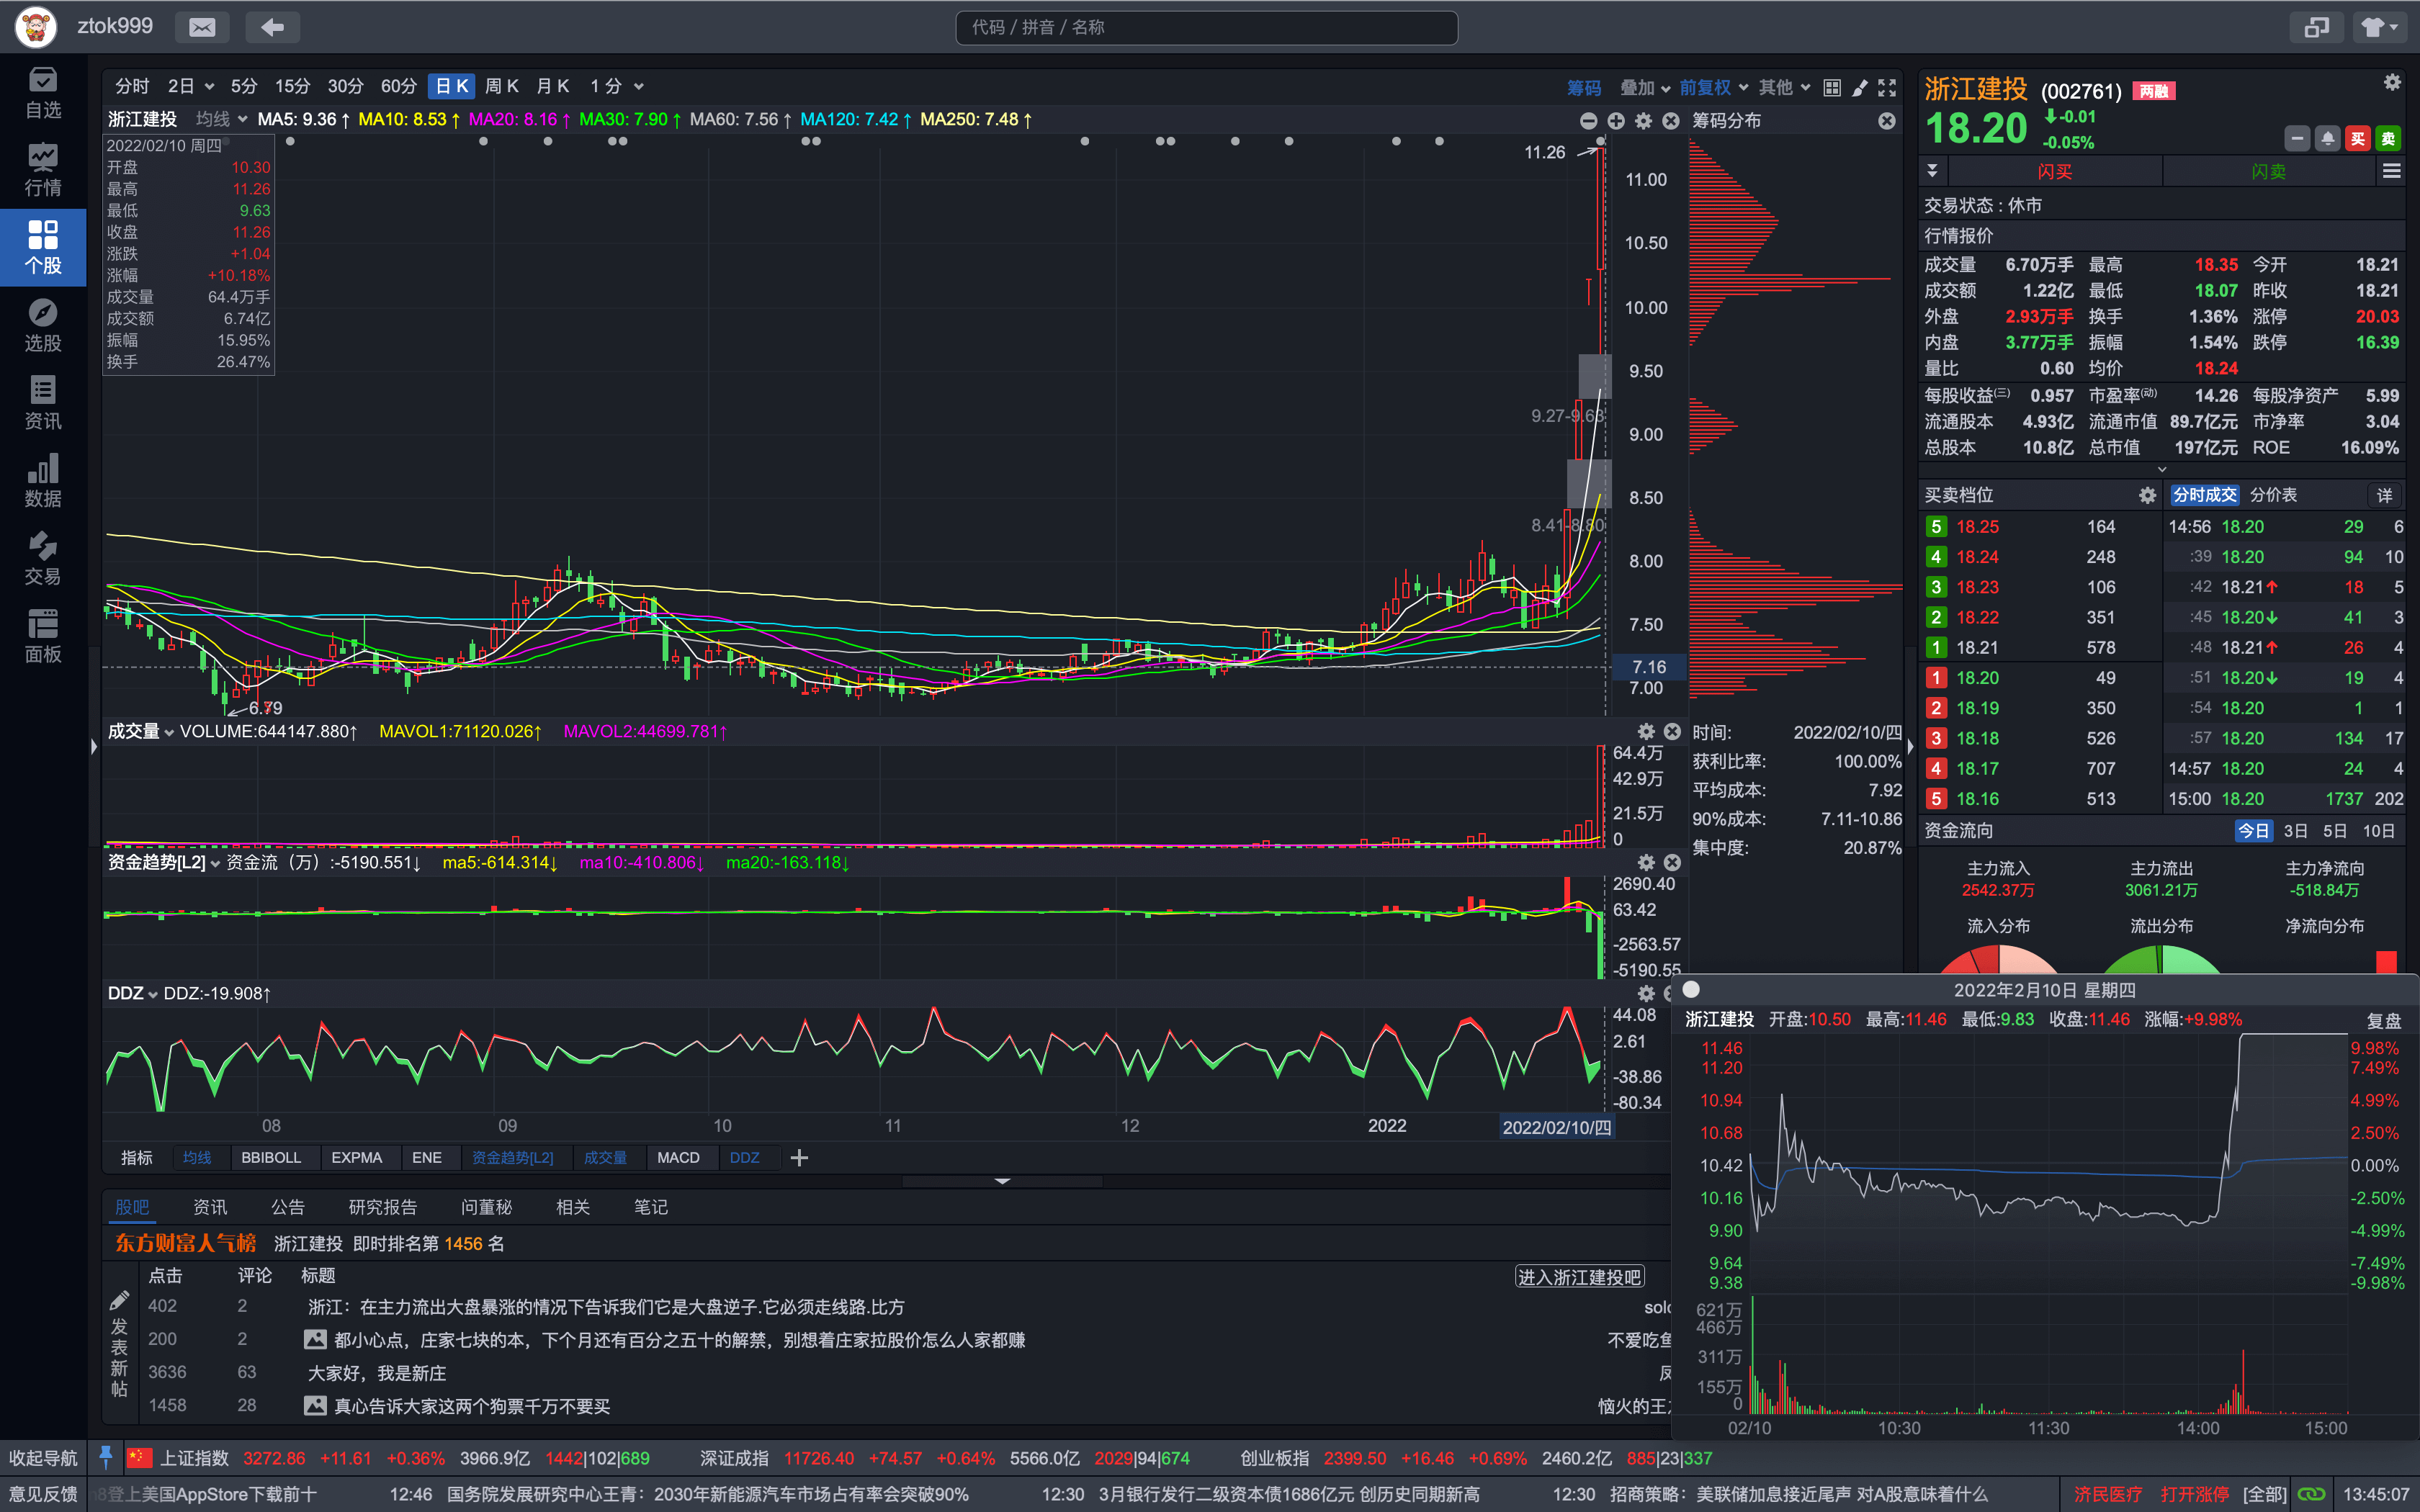 ztok999
代码 / 拼音 / 名称
自选
行情
个股
选股
资讯
数据
交易
面板
分时 2日 5分 15分 30分 60分 日K 周K 月K 1分
筹码 叠加 前复权 其他
浙江建投 均线 MA5: 9.36↑ MA10: 8.53↑ MA20: 8.16↑ MA30: 7.90↑ MA60: 7.56↑ MA120: 7.42↑ MA250: 7.48↑
2022/02/10 周四
开盘 10.30
最高 11.26
最低 9.63
收盘 11.26
涨跌 +1.04
涨幅 +10.18%
成交量 64.4万手
成交额 6.74亿
振幅 15.95%
换手 26.47%
11.26
9.27-9.63
8.41-8.80
6.79
11.00
10.50
10.00
9.50
9.00
8.50
8.00
7.50
7.16
7.00
筹码分布
时间: 2022/02/10/四
获利比率: 100.00%
平均成本: 7.92
90%成本: 7.11-10.86
集中度: 20.87%
成交量 VOLUME:644147.880↑ MAVOL1:71120.026↑ MAVOL2:44699.781↑
64.4万
42.9万
21.5万
0
资金趋势[L2] 资金流（万）:-5190.551↓ ma5:-614.314↓ ma10:-410.806↓ ma20:-163.118↓
2690.40
63.42
-2563.57
-5190.55
DDZ DDZ:-19.908↑
44.08
2.61
-38.86
-80.34
08 09 10 11 12 2022 2022/02/10/四
指标 均线 BBIBOLL EXPMA ENE 资金趋势[L2] 成交量 MACD DDZ
股吧 资讯 公告 研究报告 问董秘 相关 笔记
东方财富人气榜 浙江建投 即时排名第 1456 名
点击 评论 标题 进入浙江建投吧
402 2 浙江：在主力流出大盘暴涨的情况下告诉我们它是大盘逆子.它必须走线路.比方
200 2 都小心点，庄家七块的本，下个月还有百分之五十的解禁，别想着庄家拉股价怎么人家都赚 不爱吃鱼
3636 63 大家好，我是新庄
1458 28 真心告诉大家这两个狗票千万不要买 恼火的王
发表新帖
浙江建投 (002761) 两融
18.20 -0.01
-0.05%
买 卖
闪买 闪卖
交易状态：休市
行情报价
成交量 6.70万手 最高 18.35 今开 18.21
成交额 1.22亿 最低 18.07 昨收 18.21
外盘 2.93万手 换手 1.36% 涨停 20.03
内盘 3.77万手 振幅 1.54% 跌停 16.39
量比 0.60 均价 18.24
每股收益(三) 0.957 市盈率(动) 14.26 每股净资产 5.99
流通股本 4.93亿 流通市值 89.7亿元 市净率 3.04
总股本 10.8亿 总市值 197亿元 ROE 16.09%
买卖档位 分时成交 分价表 详
5 18.25 164 14:56 18.20 29 6
4 18.24 248 :39 18.20 94 10
3 18.23 106 :42 18.21↑ 18 5
2 18.22 351 :45 18.20↓ 41 3
1 18.21 578 :48 18.21↑ 26 4
1 18.20 49 :51 18.20↓ 19 4
2 18.19 350 :54 18.20 1 1
3 18.18 526 :57 18.20 134 17
4 18.17 707 14:57 18.20 24 4
5 18.16 513 15:00 18.20 1737 202
资金流向 今日 3日 5日 10日
主力流入 主力流出 主力净流向
2542.37万 3061.21万 -518.84万
流入分布 流出分布 净流向分布
2022年2月10日 星期四
浙江建投 开盘:10.50 最高:11.46 最低:9.83 收盘:11.46 涨幅:+9.98% 复盘
11.46 9.98%
11.20 7.49%
10.94 4.99%
10.68 2.50%
10.42 0.00%
10.16 -2.50%
9.90 -4.99%
9.64 -7.49%
9.38 -9.98%
621万
466万
311万
155万
0
02/10 10:30 11:30 14:00 15:00
收起导航 上证指数 3272.86 +11.61 +0.36% 3966.9亿 1442|102|689 深证成指 11726.40 +74.57 +0.64% 5566.0亿 2029|94|674 创业板指 2399.50 +16.46 +0.69% 2460.2亿 885|23|337
意见反馈 登上美国AppStore下载前十 12:46 国务院发展研究中心王青：2030年新能源汽车市场占有率会突破90% 12:30 3月银行发行二级资本债1686亿元 创历史同期新高 12:30 招商策略：美联储加息接近尾声 对A股意味着什么 济民医疗 打开涨停 [全部] 13:45:07